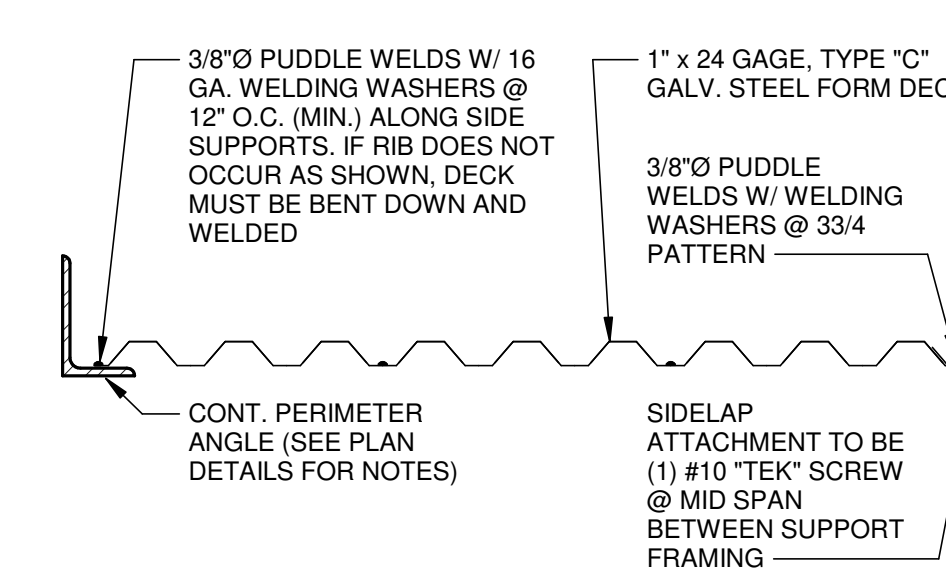 3/8"Ø PUDDLE WELDS W/ 16
GA. WELDING WASHERS @
12" O.C. (MIN.) ALONG SIDE
SUPPORTS. IF RIB DOES NOT
OCCUR AS SHOWN, DECK
MUST BE BENT DOWN AND
WELDED
1" x 24 GAGE, TYPE "C"
GALV. STEEL FORM DEC
3/8"Ø PUDDLE
WELDS W/ WELDING
WASHERS @ 33/4
PATTERN
CONT. PERIMETER
ANGLE (SEE PLAN
DETAILS FOR NOTES)
SIDELAP
ATTACHMENT TO BE
(1) #10 "TEK" SCREW
@ MID SPAN
BETWEEN SUPPORT
FRAMING